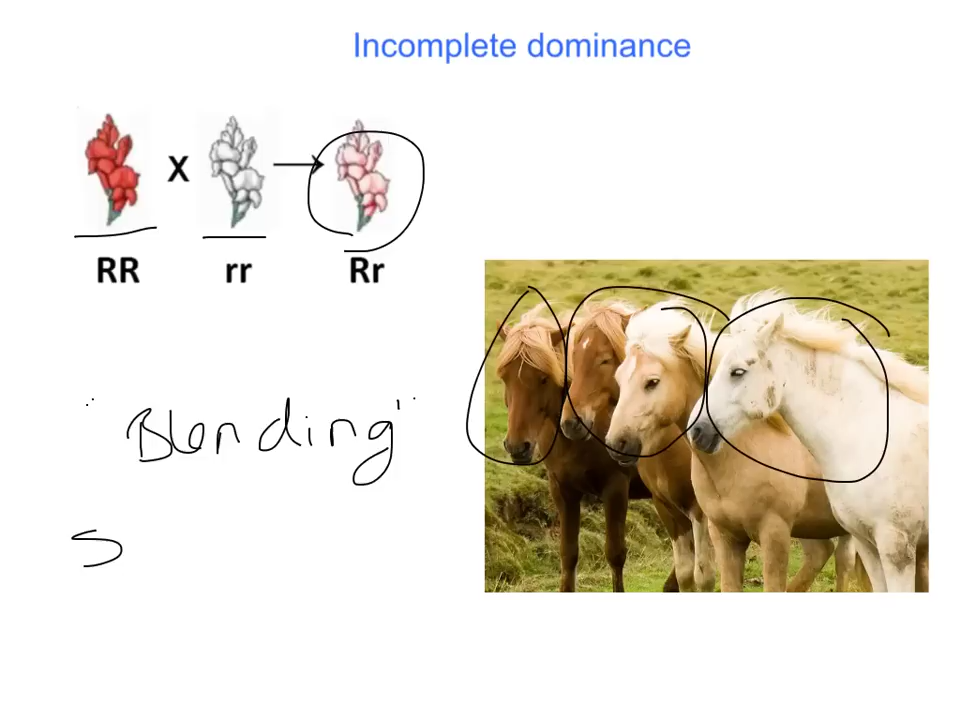 Incomplete dominance
X
RR rr Rr
"Blending"
S